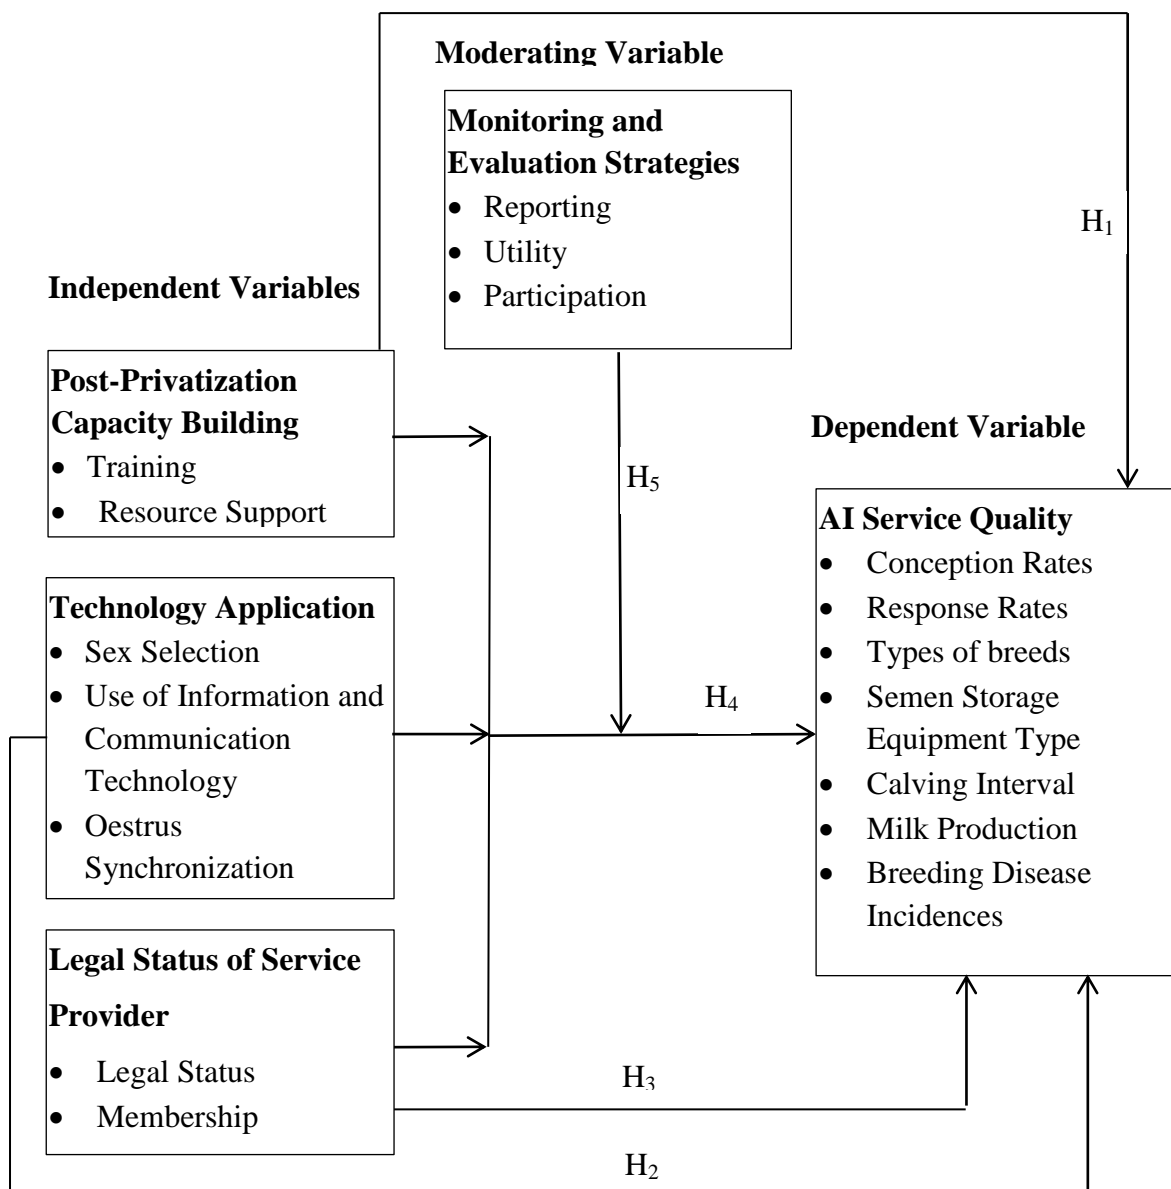 Moderating Variable
Monitoring and
Evaluation Strategies
• Reporting
• Utility
• Participation
H₁
Independent Variables
Post-Privatization
Capacity Building
• Training
• Resource Support
H₅
Dependent Variable
AI Service Quality
• Conception Rates
• Response Rates
• Types of breeds
• Semen Storage
Equipment Type
• Calving Interval
• Milk Production
• Breeding Disease
Incidences
Technology Application
• Sex Selection
• Use of Information and
Communication
Technology
• Oestrus
Synchronization
H₄
Legal Status of Service
Provider
• Legal Status
• Membership
H₃
H₂